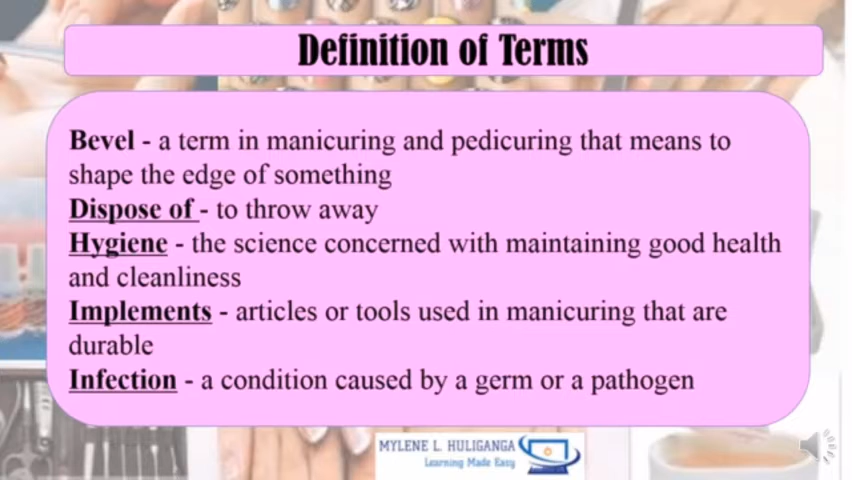 Definition of Terms
Bevel - a term in manicuring and pedicuring that means to
shape the edge of something
Dispose of - to throw away
Hygiene - the science concerned with maintaining good health
and cleanliness
Implements - articles or tools used in manicuring that are
durable
Infection - a condition caused by a germ or a pathogen
MYLENE L. HULIGANGA
Learning Made Easy